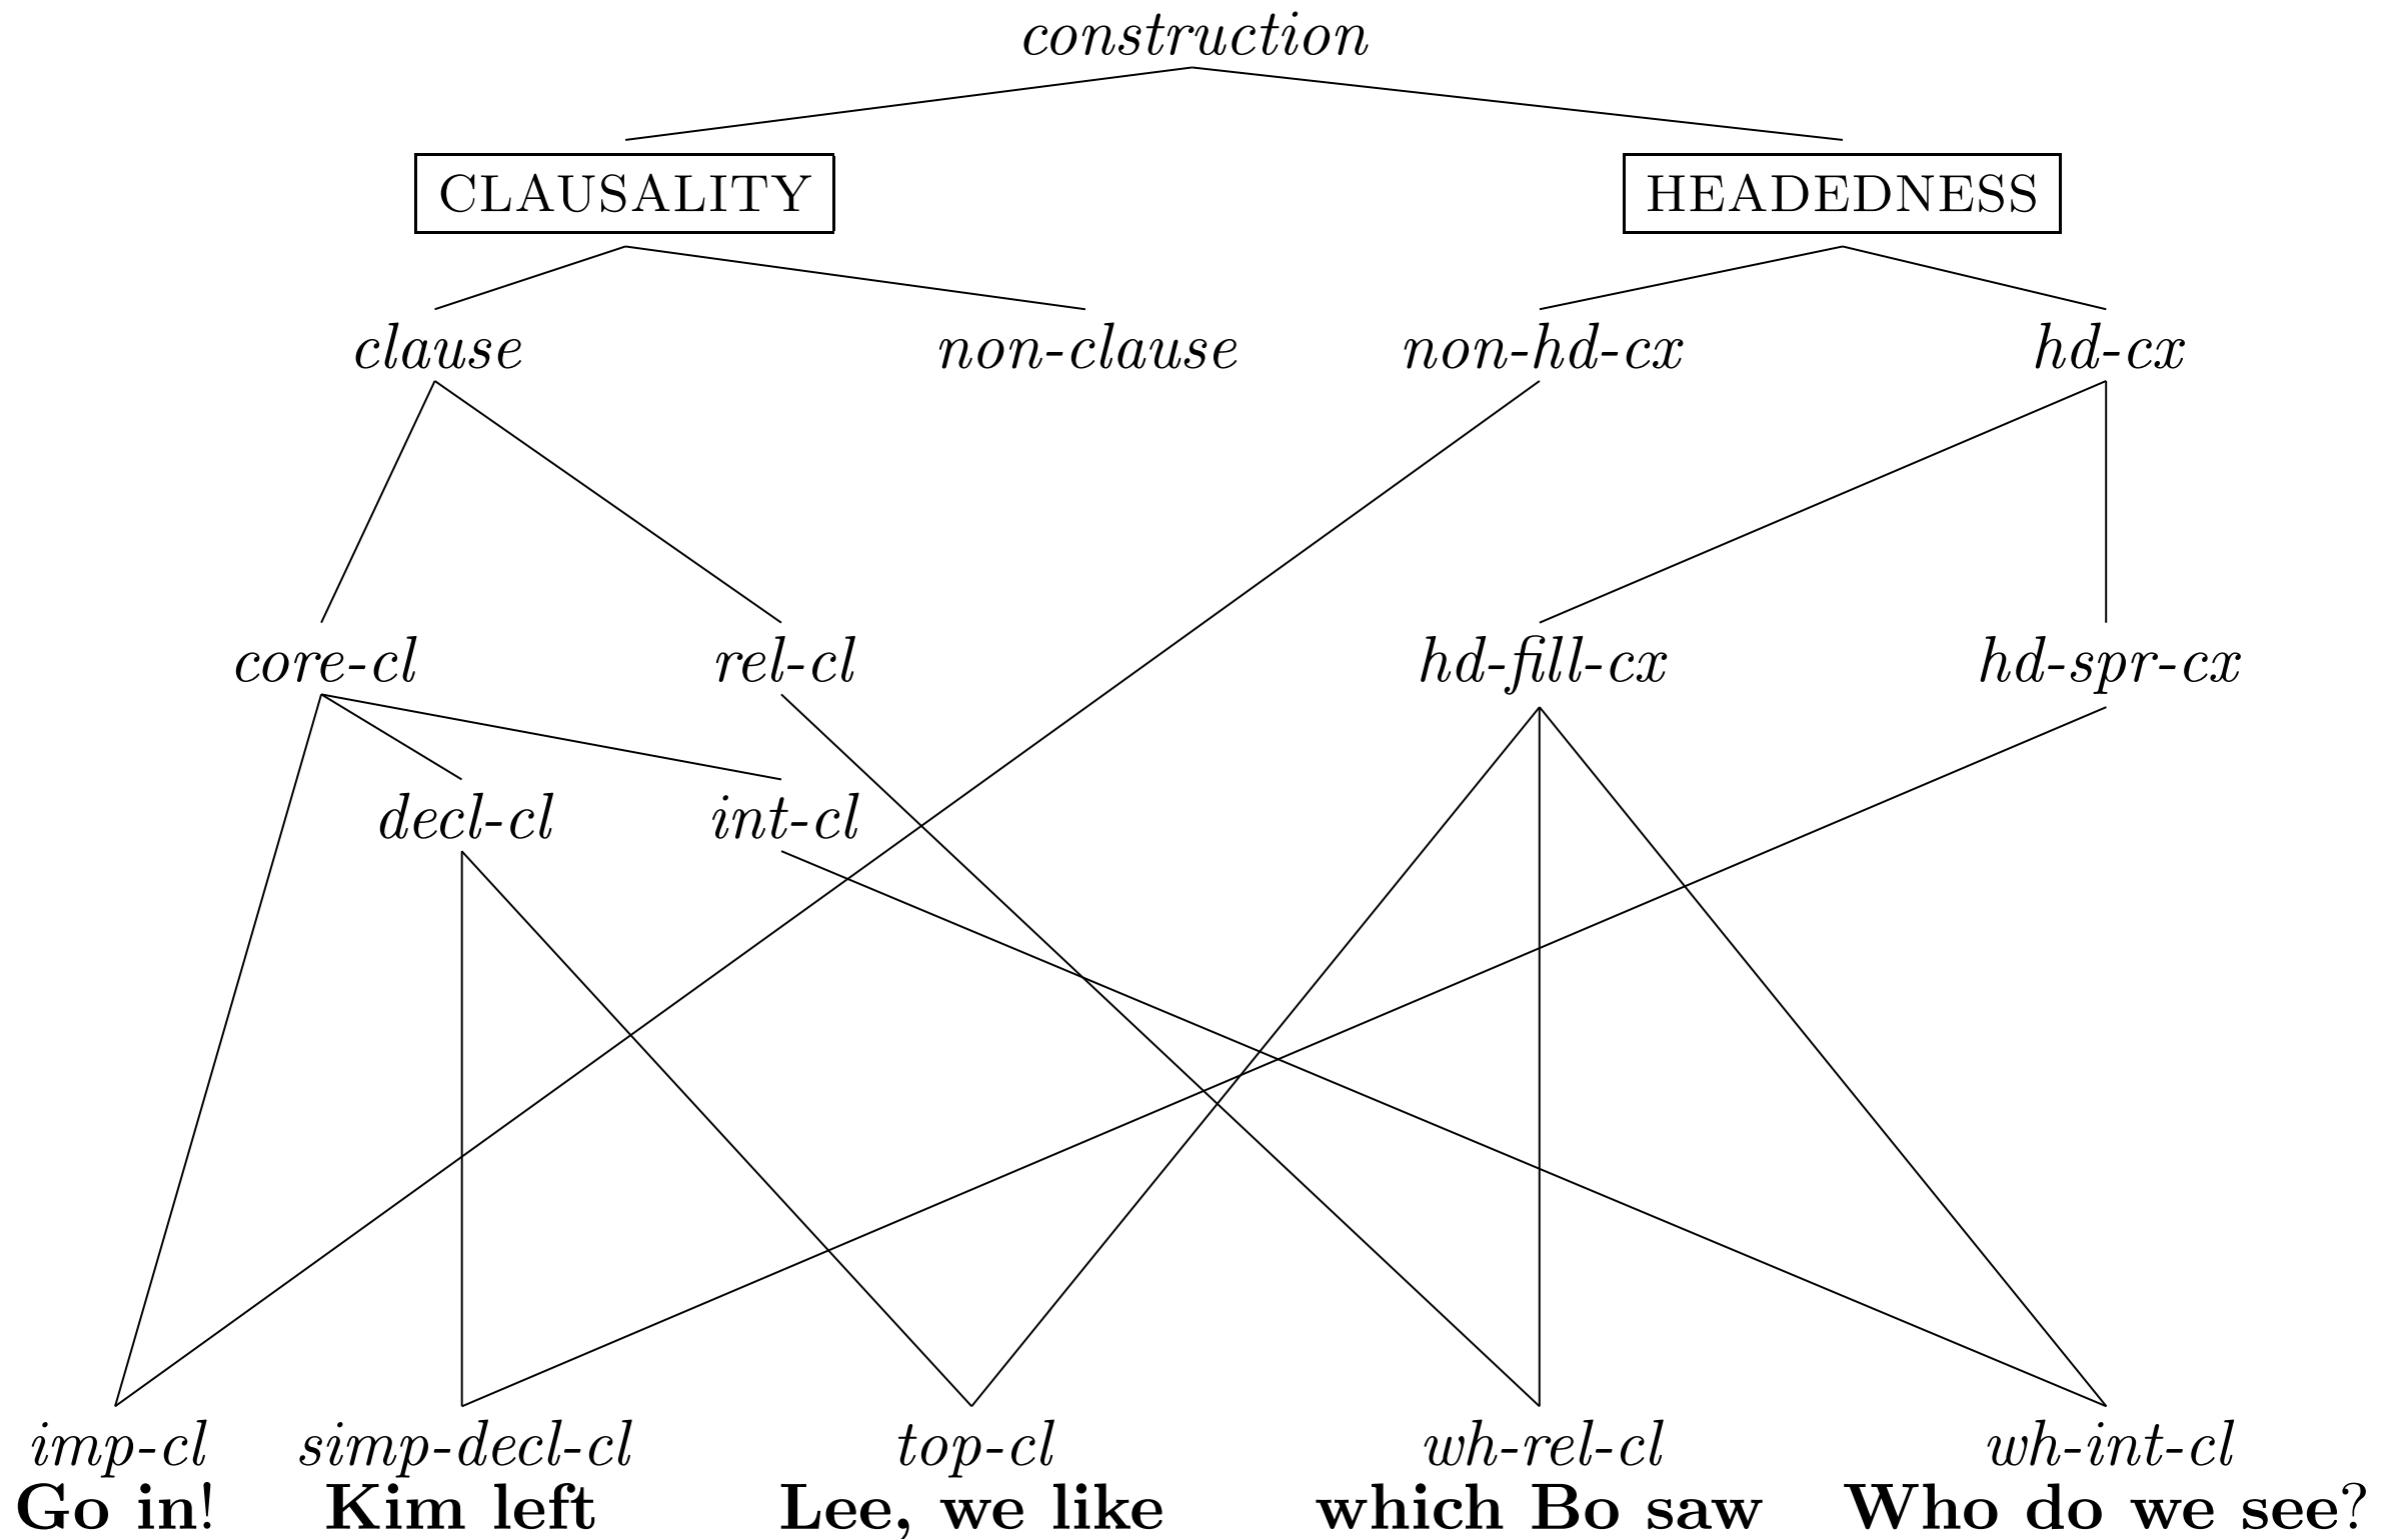 construction
CLAUSALITY HEADEDNESS
clause non-clause non-hd-cx hd-cx
core-cl rel-cl hd-fill-cx hd-spr-cx
decl-cl int-cl
imp-cl simp-decl-cl top-cl wh-rel-cl wh-int-cl
Go in! Kim left Lee, we like which Bo saw Who do we see?